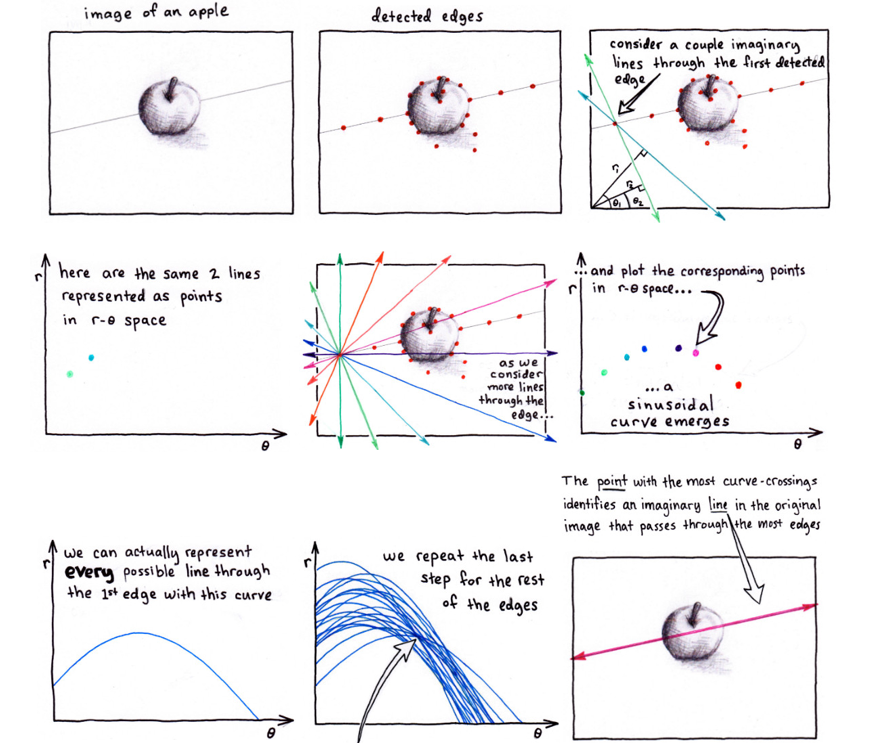 image of an apple
detected edges
consider a couple imaginary
lines through the first detected
edge
r₁
r₂
θ₁
θ₂
r
here are the same 2 lines
represented as points
in r-θ space
θ
as we
consider
more lines
through the
edge...
...and plot the corresponding points
r
in r-θ space...
...a
sinusoidal
curve emerges
θ
The point with the most curve-crossings
identifies an imaginary line in the original
image that passes through the most edges
r
we can actually represent
every possible line through
the 1st edge with this curve
θ
r
we repeat the last
step for the rest
of the edges
θ